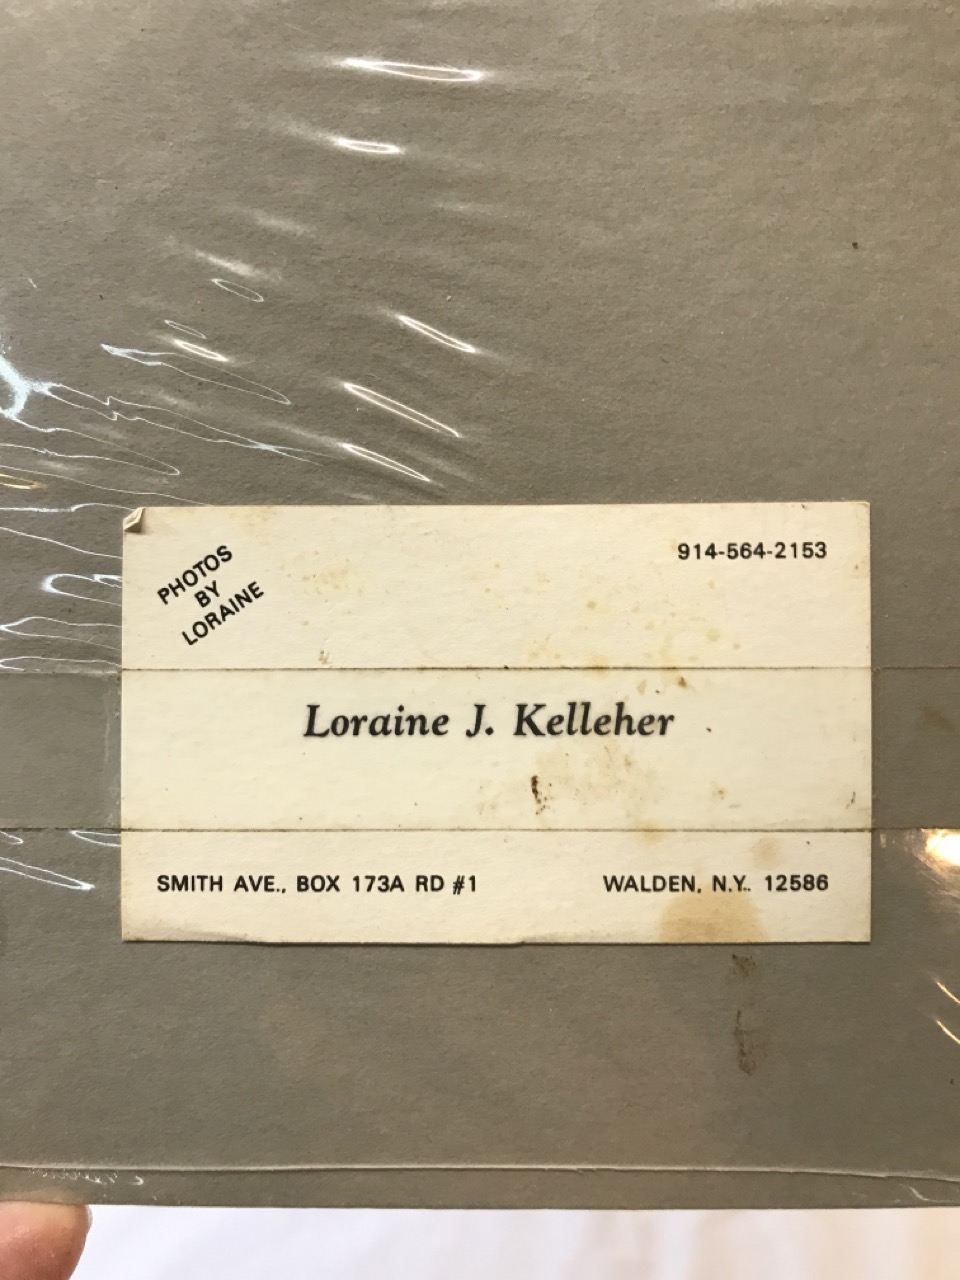 PHOTOS
BY
LORAINE
914-564-2153
Loraine J. Kelleher
SMITH AVE., BOX 173A RD #1
WALDEN, N.Y. 12586